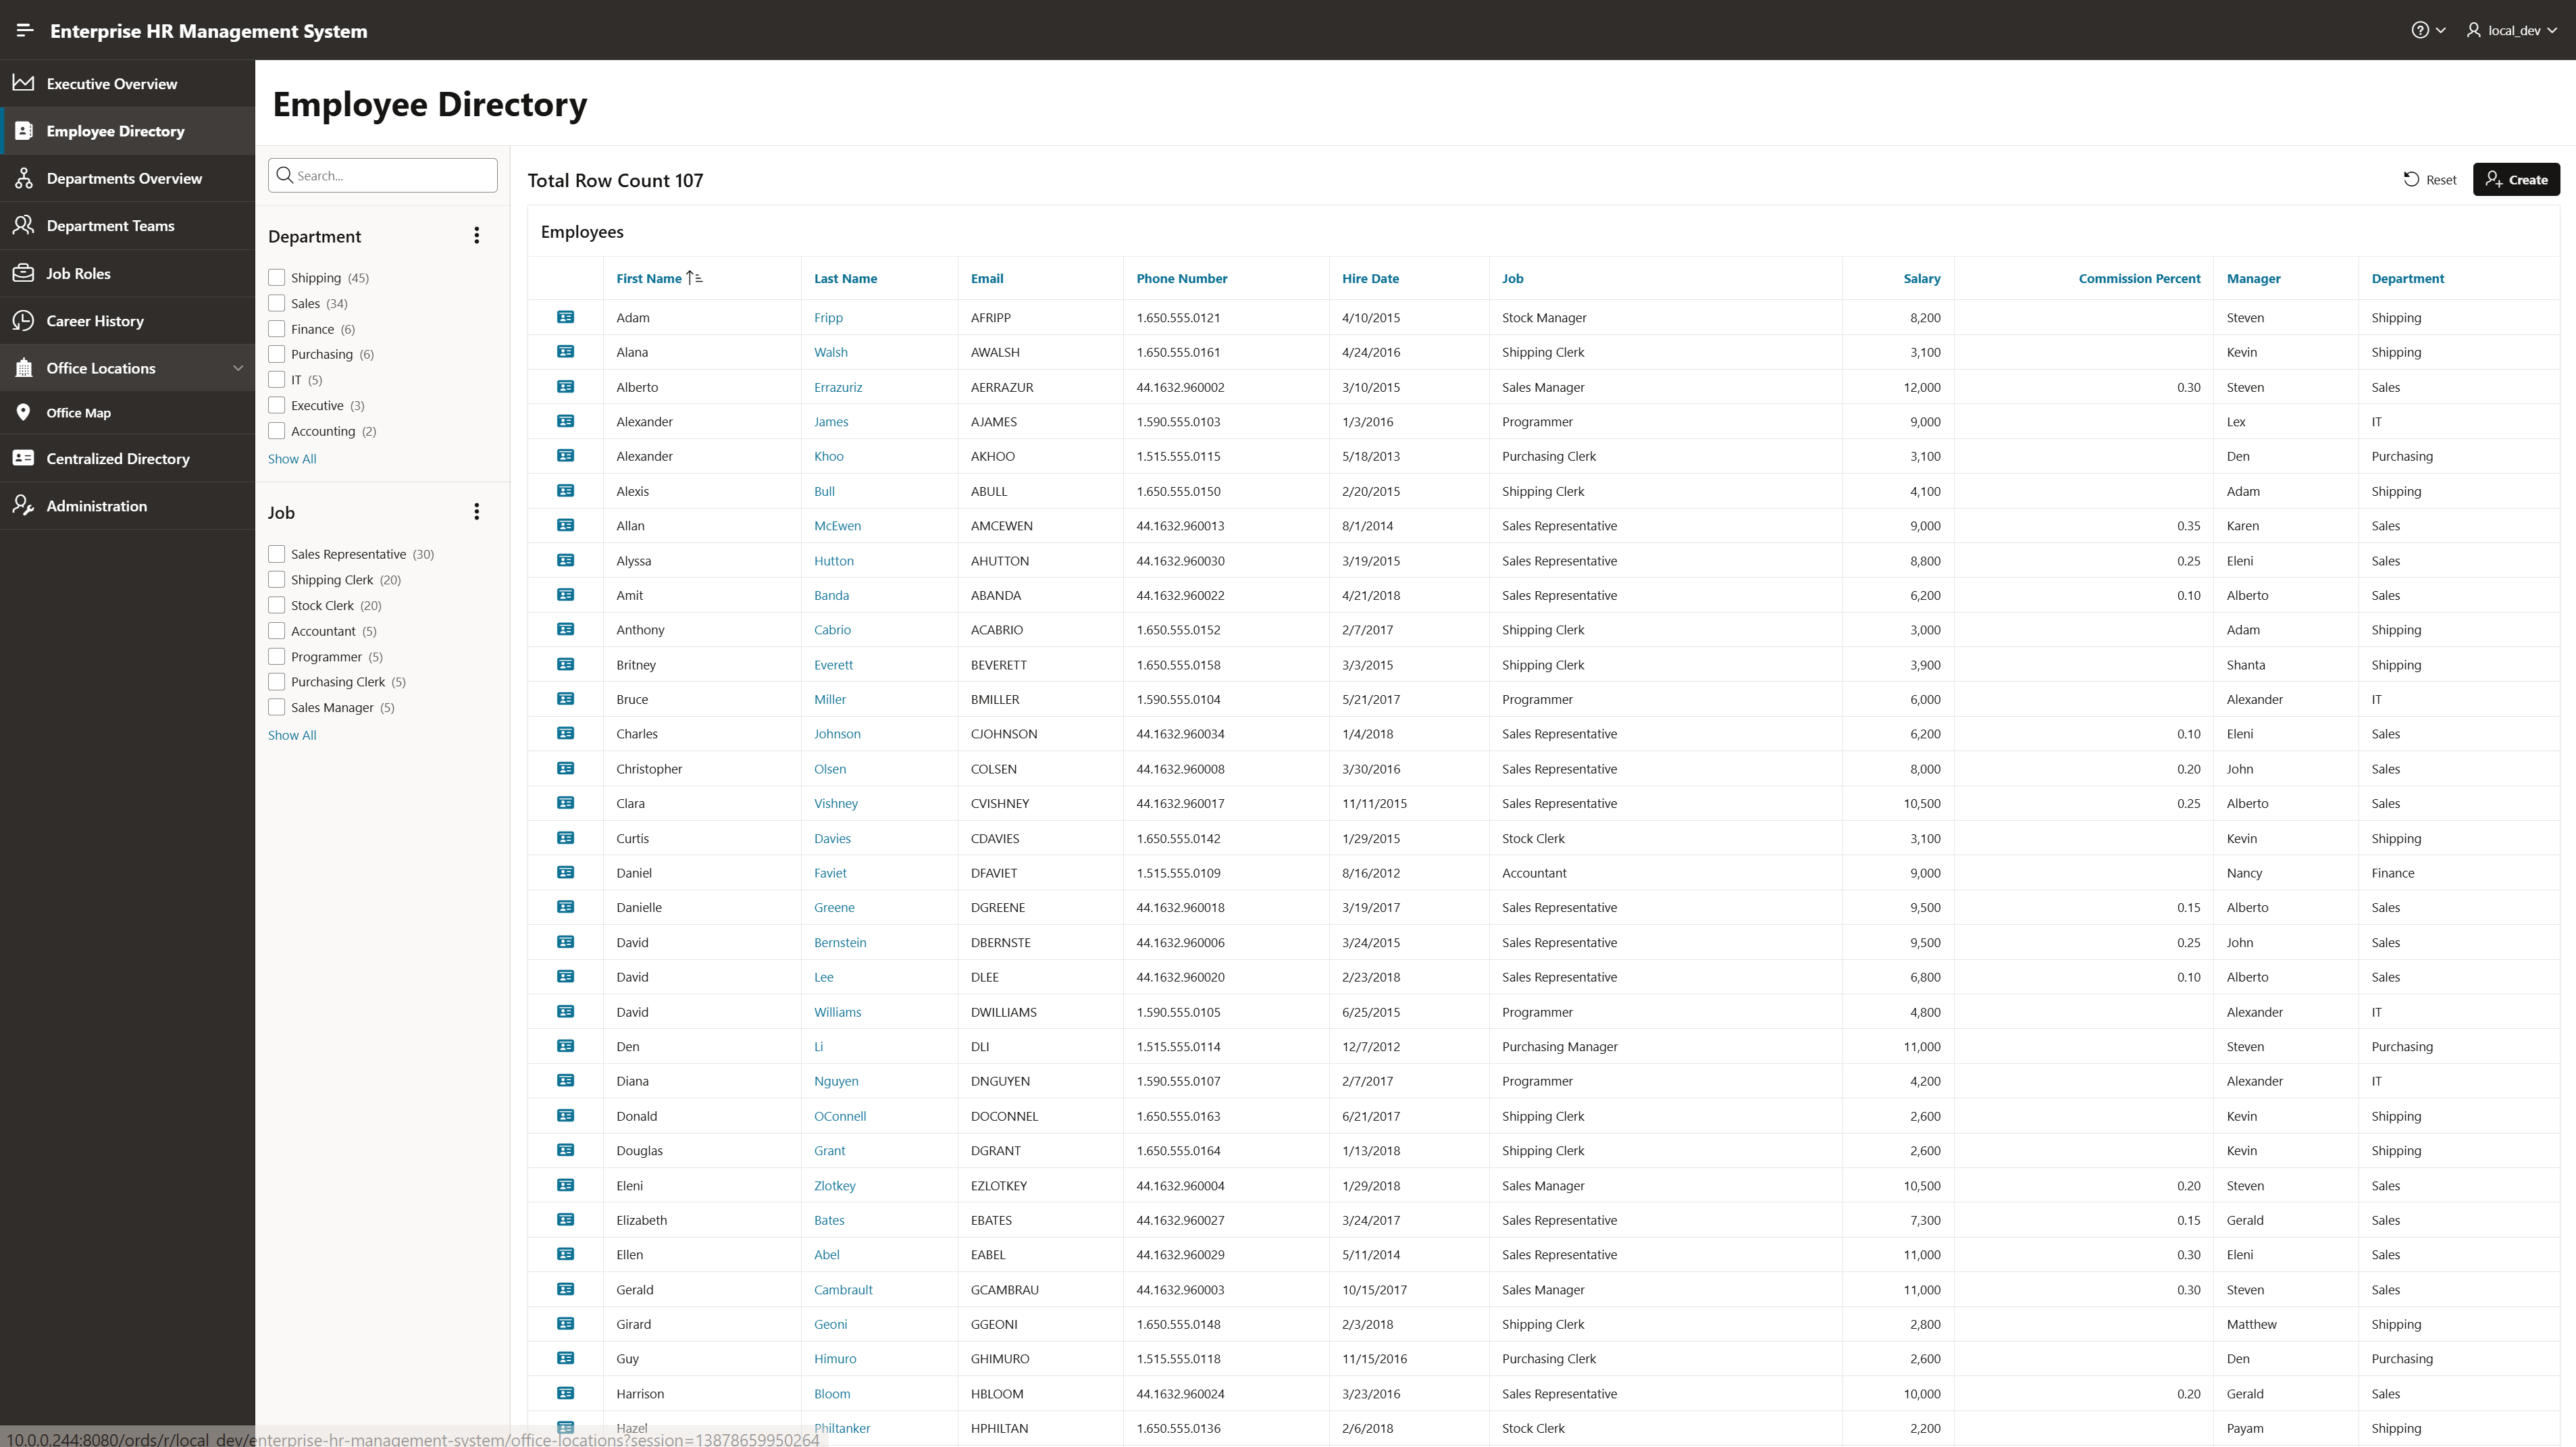 Enterprise HR Management System
local_dev
Executive Overview
Employee Directory
Departments Overview
Department Teams
Job Roles
Career History
Office Locations
Office Map
Centralized Directory
Administration
Employee Directory
Search...
Department
Shipping (45)
Sales (34)
Finance (6)
Purchasing (6)
IT (5)
Executive (3)
Accounting (2)
Show All
Job
Sales Representative (30)
Shipping Clerk (20)
Stock Clerk (20)
Accountant (5)
Programmer (5)
Purchasing Clerk (5)
Sales Manager (5)
Show All
Total Row Count 107
Reset
Create
Employees
First Name Last Name Email Phone Number Hire Date Job Salary Commission Percent Manager Department
Adam Fripp AFRIPP 1.650.555.0121 4/10/2015 Stock Manager 8,200 Steven Shipping
Alana Walsh AWALSH 1.650.555.0161 4/24/2016 Shipping Clerk 3,100 Kevin Shipping
Alberto Errazuriz AERRAZUR 44.1632.960002 3/10/2015 Sales Manager 12,000 0.30 Steven Sales
Alexander James AJAMES 1.590.555.0103 1/3/2016 Programmer 9,000 Lex IT
Alexander Khoo AKHOO 1.515.555.0115 5/18/2013 Purchasing Clerk 3,100 Den Purchasing
Alexis Bull ABULL 1.650.555.0150 2/20/2015 Shipping Clerk 4,100 Adam Shipping
Allan McEwen AMCEWEN 44.1632.960013 8/1/2014 Sales Representative 9,000 0.35 Karen Sales
Alyssa Hutton AHUTTON 44.1632.960030 3/19/2015 Sales Representative 8,800 0.25 Eleni Sales
Amit Banda ABANDA 44.1632.960022 4/21/2018 Sales Representative 6,200 0.10 Alberto Sales
Anthony Cabrio ACABRIO 1.650.555.0152 2/7/2017 Shipping Clerk 3,000 Adam Shipping
Britney Everett BEVERETT 1.650.555.0158 3/3/2015 Shipping Clerk 3,900 Shanta Shipping
Bruce Miller BMILLER 1.590.555.0104 5/21/2017 Programmer 6,000 Alexander IT
Charles Johnson CJOHNSON 44.1632.960034 1/4/2018 Sales Representative 6,200 0.10 Eleni Sales
Christopher Olsen COLSEN 44.1632.960008 3/30/2016 Sales Representative 8,000 0.20 John Sales
Clara Vishney CVISHNEY 44.1632.960017 11/11/2015 Sales Representative 10,500 0.25 Alberto Sales
Curtis Davies CDAVIES 1.650.555.0142 1/29/2015 Stock Clerk 3,100 Kevin Shipping
Daniel Faviet DFAVIET 1.515.555.0109 8/16/2012 Accountant 9,000 Nancy Finance
Danielle Greene DGREENE 44.1632.960018 3/19/2017 Sales Representative 9,500 0.15 Alberto Sales
David Bernstein DBERNSTE 44.1632.960006 3/24/2015 Sales Representative 9,500 0.25 John Sales
David Lee DLEE 44.1632.960020 2/23/2018 Sales Representative 6,800 0.10 Alberto Sales
David Williams DWILLIAMS 1.590.555.0105 6/25/2015 Programmer 4,800 Alexander IT
Den Li DLI 1.515.555.0114 12/7/2012 Purchasing Manager 11,000 Steven Purchasing
Diana Nguyen DNGUYEN 1.590.555.0107 2/7/2017 Programmer 4,200 Alexander IT
Donald OConnell DOCONNEL 1.650.555.0163 6/21/2017 Shipping Clerk 2,600 Kevin Shipping
Douglas Grant DGRANT 1.650.555.0164 1/13/2018 Shipping Clerk 2,600 Kevin Shipping
Eleni Zlotkey EZLOTKEY 44.1632.960004 1/29/2018 Sales Manager 10,500 0.20 Steven Sales
Elizabeth Bates EBATES 44.1632.960027 3/24/2017 Sales Representative 7,300 0.15 Gerald Sales
Ellen Abel EABEL 44.1632.960029 5/11/2014 Sales Representative 11,000 0.30 Eleni Sales
Gerald Cambrault GCAMBRAU 44.1632.960003 10/15/2017 Sales Manager 11,000 0.30 Steven Sales
Girard Geoni GGEONI 1.650.555.0148 2/3/2018 Shipping Clerk 2,800 Matthew Shipping
Guy Himuro GHIMURO 1.515.555.0118 11/15/2016 Purchasing Clerk 2,600 Den Purchasing
Harrison Bloom HBLOOM 44.1632.960024 3/23/2016 Sales Representative 10,000 0.20 Gerald Sales
Hazel Philtanker HPHILTAN 1.650.555.0136 2/6/2018 Stock Clerk 2,200 Payam Shipping
10.0.0.244:8080/ords/r/local_dev/enterprise-hr-management-system/office-locations?session=13878659950264